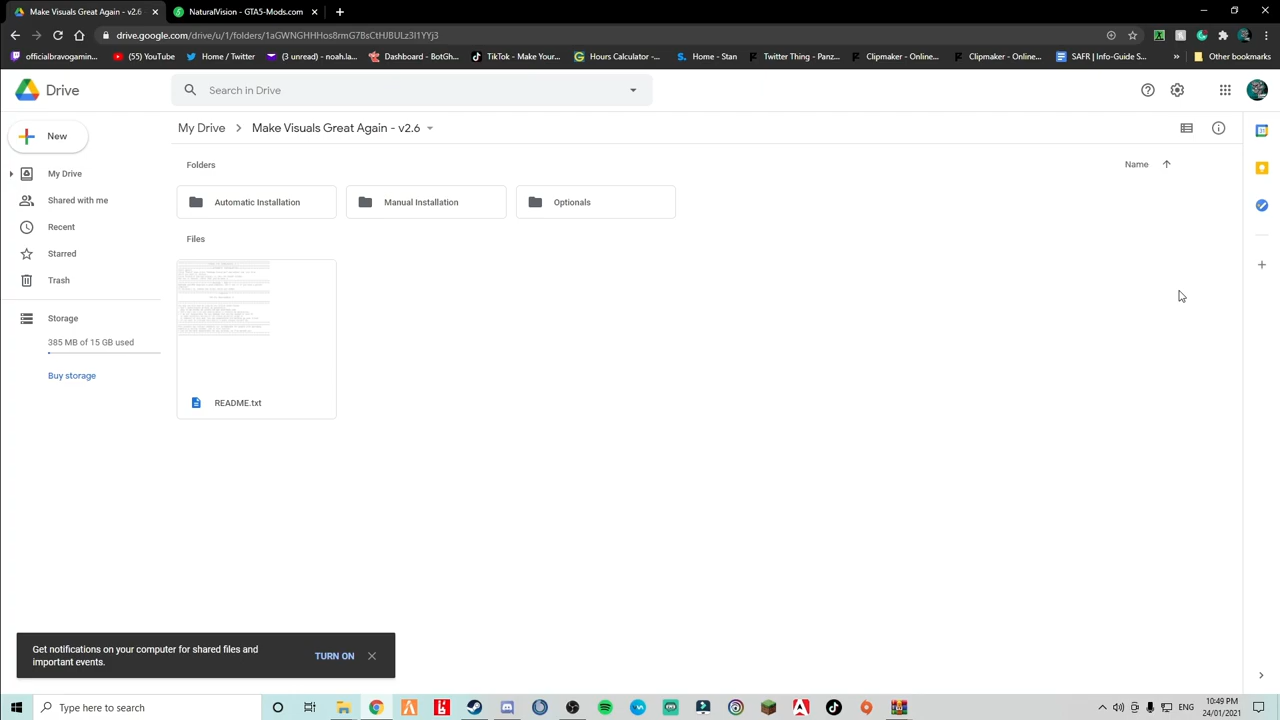 Make Visuals Great Again - v2.6
NaturalVision - GTA5-Mods.com
drive.google.com/drive/u/1/folders/1aGWNGHHHos8mG7BsCtHJBULz3I1YYj3
officialbravogamin...
(55) YouTube
Home / Twitter
(3 unread) - noah.la...
Dashboard - BotGh...
TikTok - Make Your...
Hours Calculator -...
Home - Stan
Twitter Thing - Panz...
Clipmaker - Online...
Clipmaker - Online...
SAFR | Info-Guide S...
Other bookmarks
Drive
Search in Drive
New
My Drive
Make Visuals Great Again - v2.6
Folders
Name
My Drive
Shared with me
Recent
Starred
Trash
Storage
385 MB of 15 GB used
Buy storage
Automatic Installation
Manual Installation
Optionals
Files
README.txt
Get notifications on your computer for shared files and
important events.
TURN ON
Type here to search
ENG
10:49 PM
24/01/2021